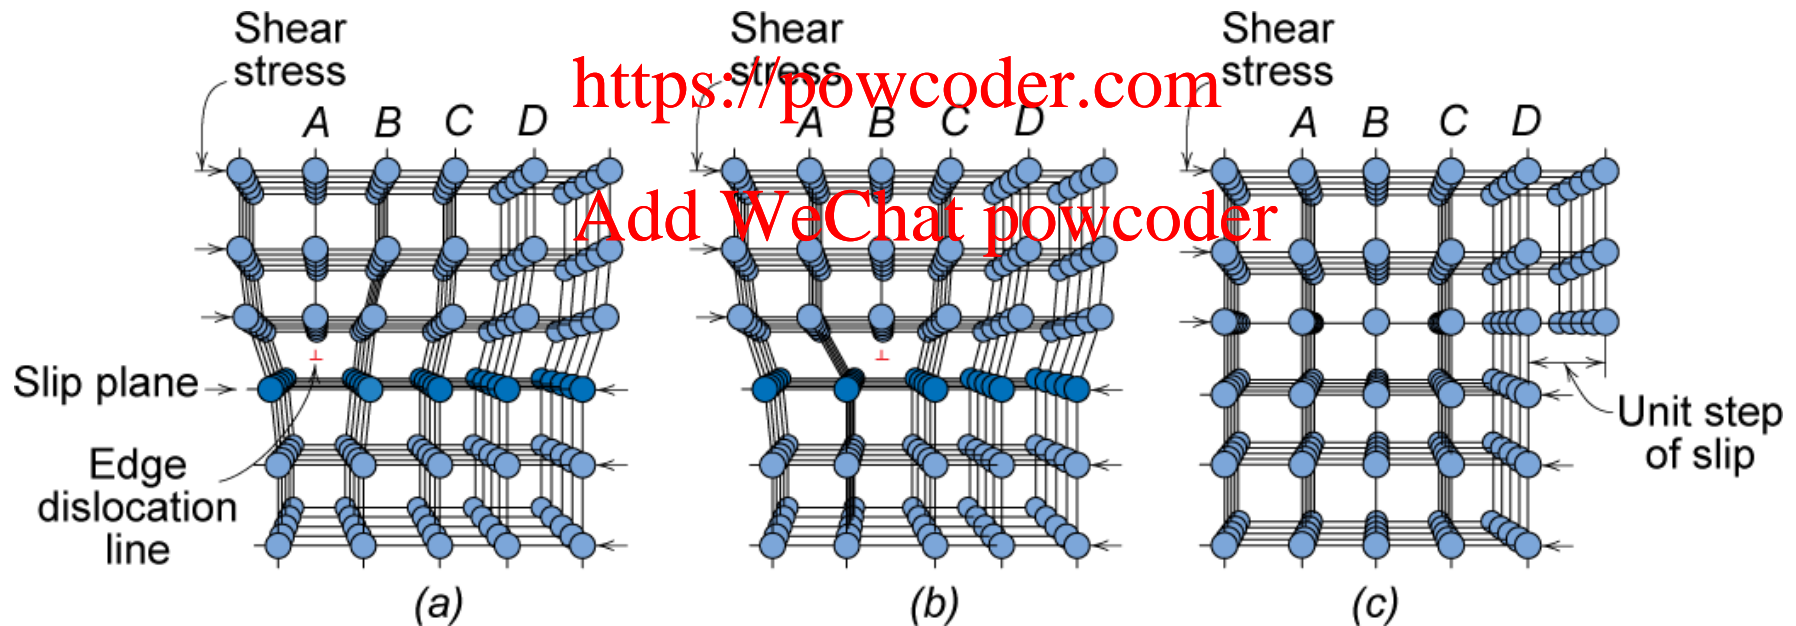 Shear
stress
A B C D
Slip plane
Edge
dislocation
line
(a)
Shear
stress
A B C D
(b)
Shear
stress
A B C D
Unit step
of slip
(c)
https://powcoder.com
Add WeChat powcoder